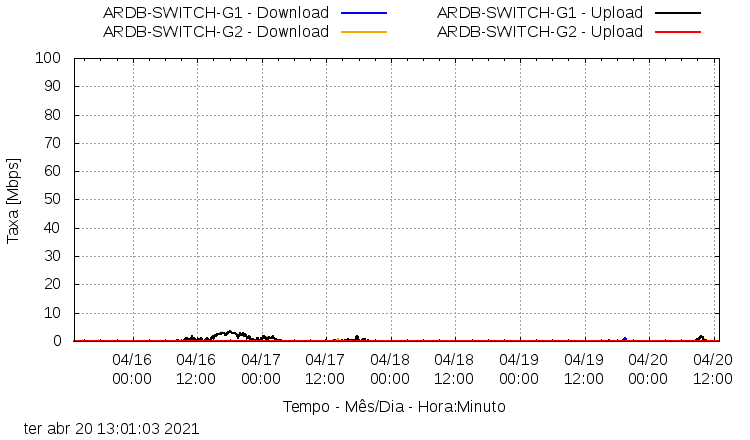 ARDB-SWITCH-G1 - Download
ARDB-SWITCH-G1 - Upload
ARDB-SWITCH-G2 - Download
ARDB-SWITCH-G2 - Upload
100
90
80
70
60
50
40
30
20
10
0
Taxa [Mbps]
04/16 04/16 04/17 04/17 04/18 04/18 04/19 04/19 04/20 04/20
00:00 12:00 00:00 12:00 00:00 12:00 00:00 12:00 00:00 12:00
Tempo - Mês/Dia - Hora:Minuto
ter abr 20 13:01:03 2021